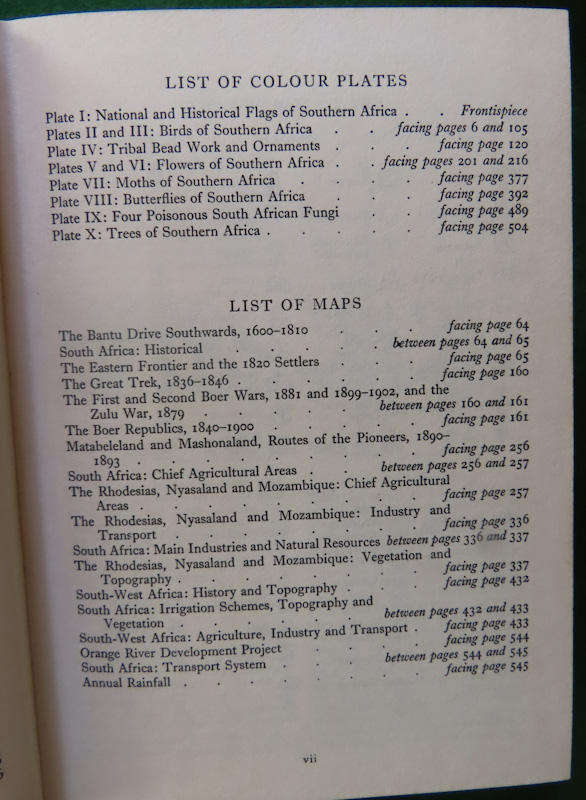 LIST OF COLOUR PLATES
Plate I: National and Historical Flags of Southern Africa . . Frontispiece
Plates II and III: Birds of Southern Africa . . facing pages 6 and 105
Plate IV: Tribal Bead Work and Ornaments . . facing page 120
Plates V and VI: Flowers of Southern Africa . . facing pages 201 and 216
Plate VII: Moths of Southern Africa . . . . facing page 377
Plate VIII: Butterflies of Southern Africa . . . facing page 392
Plate IX: Four Poisonous South African Fungi . . facing page 489
Plate X: Trees of Southern Africa . . . . . facing page 504
LIST OF MAPS
The Bantu Drive Southwards, 1600–1810 . . . facing page 64
South Africa: Historical . . . . . between pages 64 and 65
The Eastern Frontier and the 1820 Settlers . . . facing page 65
The Great Trek, 1836–1846 . . . . . . facing page 160
The First and Second Boer Wars, 1881 and 1899–1902, and the
Zulu War, 1879 . . . . . between pages 160 and 161
The Boer Republics, 1840–1900 . . . . . facing page 161
Matabeleland and Mashonaland, Routes of the Pioneers, 1890–
1893 . . . . . . . . facing page 256
South Africa: Chief Agricultural Areas . . between pages 256 and 257
The Rhodesias, Nyasaland and Mozambique: Chief Agricultural
Areas . . . . . . . . facing page 257
The Rhodesias, Nyasaland and Mozambique: Industry and
Transport . . . . . . . facing page 336
South Africa: Main Industries and Natural Resources between pages 336 and 337
The Rhodesias, Nyasaland and Mozambique: Vegetation and
Topography . . . . . . . facing page 337
South-West Africa: History and Topography . . . facing page 432
South Africa: Irrigation Schemes, Topography and
Vegetation . . . . . . between pages 432 and 433
South-West Africa: Agriculture, Industry and Transport . facing page 433
Orange River Development Project . . . . facing page 544
South Africa: Transport System . . . . between pages 544 and 545
Annual Rainfall . . . . . . . facing page 545
vii